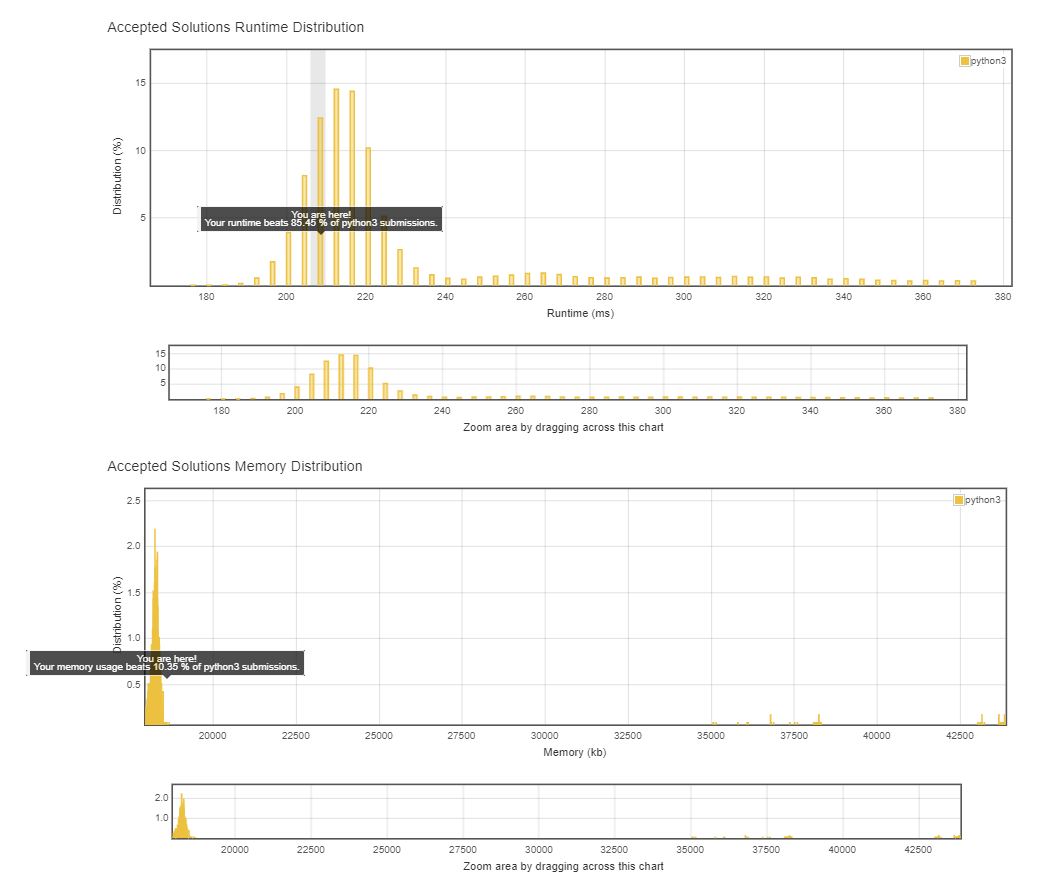 Accepted Solutions Runtime Distribution
python3
15
10
5
Distribution (%)
You are here!
Your runtime beats 85.45 % of python3 submissions.
180 200 220 240 260 280 300 320 340 360 380
Runtime (ms)
15
10
5
180 200 220 240 260 280 300 320 340 360 380
Zoom area by dragging across this chart
Accepted Solutions Memory Distribution
python3
2.5
2.0
1.5
1.0
0.5
Distribution (%)
You are here!
Your memory usage beats 10.35 % of python3 submissions.
20000 22500 25000 27500 30000 32500 35000 37500 40000 42500
Memory (kb)
2.0
1.0
20000 22500 25000 27500 30000 32500 35000 37500 40000 42500
Zoom area by dragging across this chart